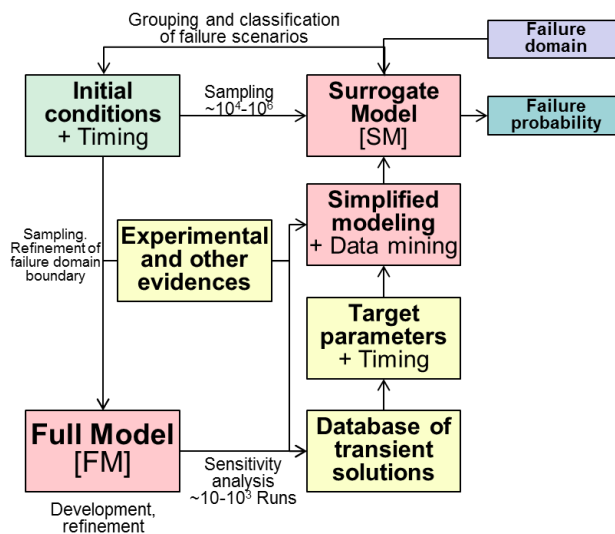 Grouping and classification
of failure scenarios
Failure
domain
Initial
conditions
+ Timing
Sampling
~10⁴-10⁶
Surrogate
Model
[SM]
Failure
probability
Sampling.
Refinement of
failure domain
boundary
Experimental
and other
evidences
Simplified
modeling
+ Data mining
Target
parameters
+ Timing
Full Model
[FM]
Sensitivity
analysis
~10-10³ Runs
Database of
transient
solutions
Development,
refinement